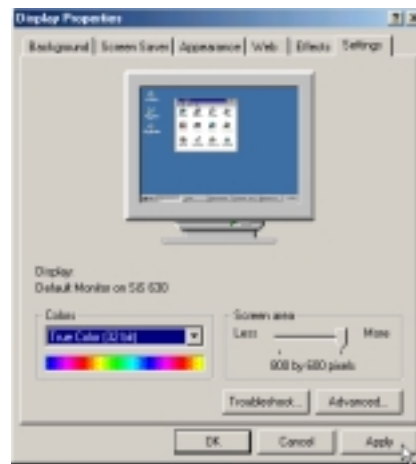 Display Properties
Background Screen Saver Appearance Web Effects Settings
Display:
Default Monitor on SiS 630
Colors
True Color (32 bit)
Screen area
Less More
800 by 600 pixels
Troubleshoot... Advanced...
OK Cancel Apply